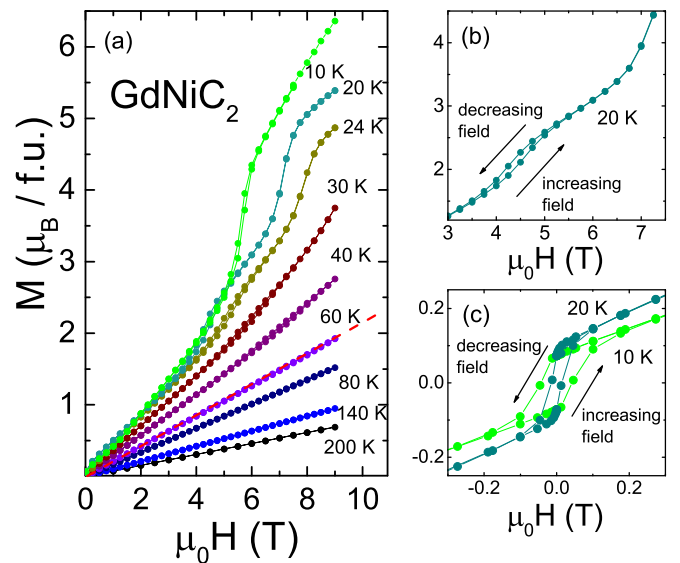 (a)
GdNiC2
10 K
20 K
24 K
30 K
40 K
60 K
80 K
140 K
200 K
M (μB / f.u.)
6
5
4
3
2
1
0
2
4
6
8
10
μ0H (T)
(b)
decreasing
field
20 K
increasing
field
4
3
2
3
4
5
6
7
μ0H (T)
(c)
20 K
decreasing
field
10 K
increasing
field
0.2
0.0
-0.2
-0.2
0.0
0.2
μ0H (T)